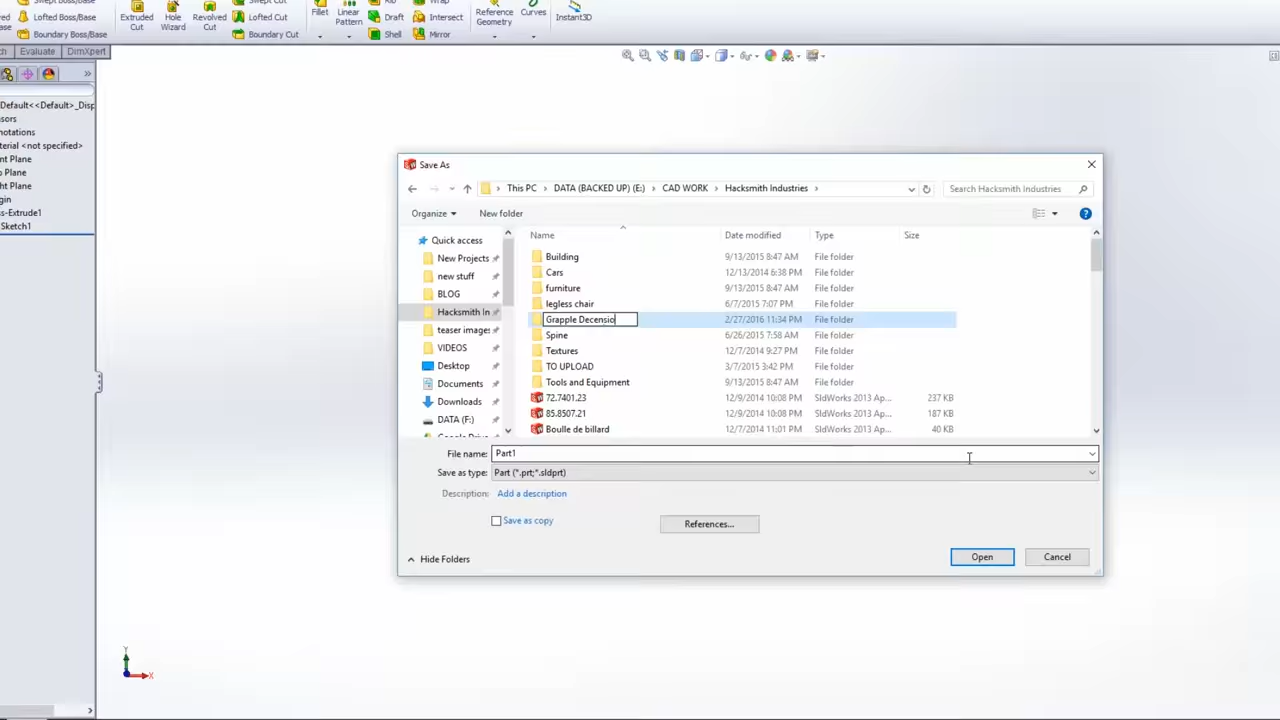 Swept Boss/Base
Lofted Boss/Base
Boundary Boss/Base
Extruded Cut
Hole Wizard
Revolved Cut
Swept Cut
Lofted Cut
Boundary Cut
Fillet
Linear Pattern
Rib
Draft
Shell
Wrap
Intersect
Mirror
Reference Geometry
Curves
Instant3D
Evaluate
DimXpert
»
Default<<Default>_Disp
sors
notations
aterial <not specified>
nt Plane
p Plane
ht Plane
gin
s-Extrude1
Sketch1
Save As
This PC > DATA (BACKED UP) (E:) > CAD WORK > Hacksmith Industries >
Search Hacksmith Industries
Organize
New folder
Quick access
New Projects
new stuff
BLOG
Hacksmith In
teaser images
VIDEOS
Desktop
Documents
Downloads
DATA (F:)
Name Date modified Type Size
Building 9/13/2015 8:47 AM File folder
Cars 12/13/2014 6:38 PM File folder
furniture 9/13/2015 8:47 AM File folder
legless chair 6/7/2015 7:07 PM File folder
Grapple Decensio 2/27/2016 11:34 PM File folder
Spine 6/26/2015 7:58 AM File folder
Textures 12/7/2014 9:27 PM File folder
TO UPLOAD 3/7/2015 3:42 PM File folder
Tools and Equipment 9/13/2015 8:47 AM File folder
72.7401.23 12/9/2014 10:08 PM SldWorks 2013 Ap... 237 KB
85.8507.21 12/9/2014 10:08 PM SldWorks 2013 Ap... 187 KB
Boulle de billard 12/7/2014 11:01 PM SldWorks 2013 Ap... 40 KB
File name: Part1
Save as type: Part (*.prt;*.sldprt)
Description: Add a description
Save as copy
References...
Hide Folders
Open
Cancel
Y
X